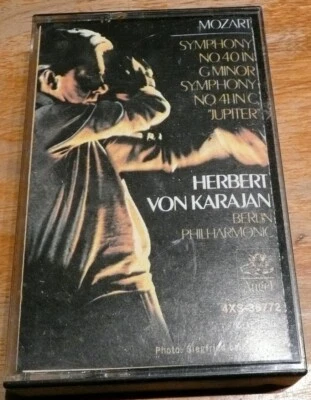 MOZART
SYMPHONY
NO.40 IN
G MINOR
SYMPHONY
NO.41 IN C,
"JUPITER"
HERBERT
VON KARAJAN
BERLIN
PHILHARMONIC
Angel
4XS-36772
Photo: